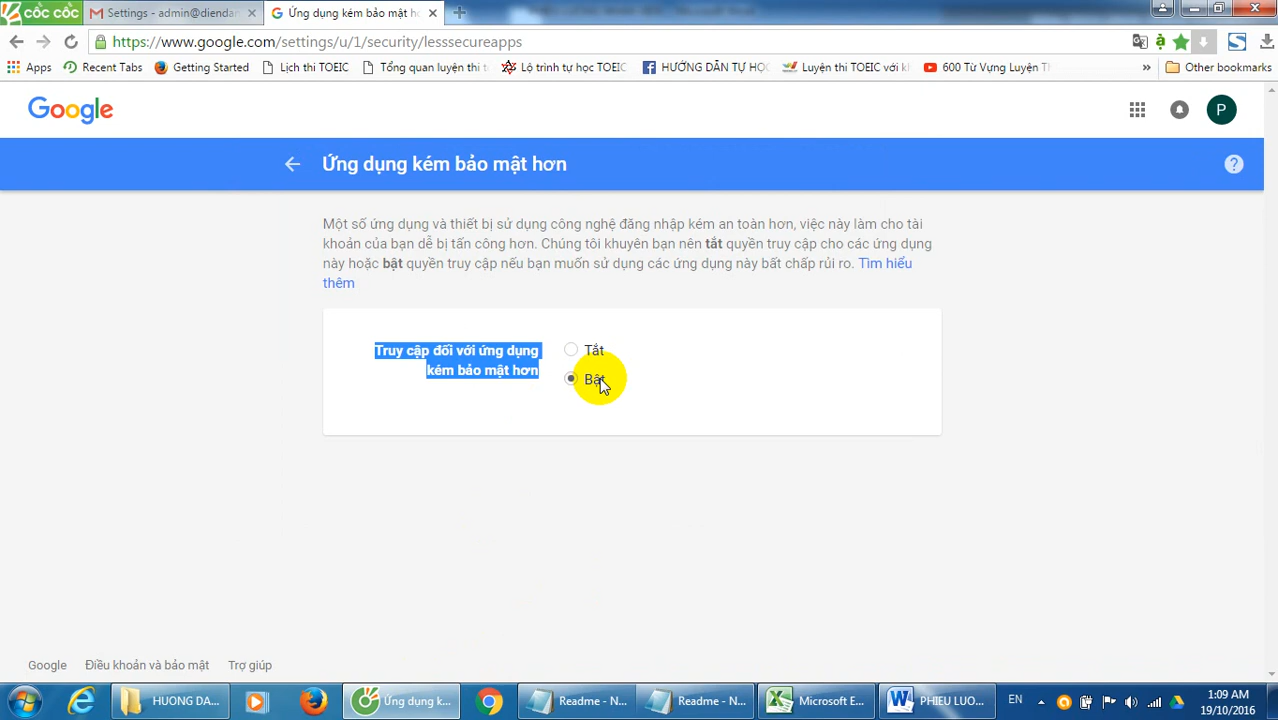 CỐC CỐC
Settings - admin@diendan
Ứng dụng kém bảo mật h
https://www.google.com/settings/u/1/security/lesssecureapps
Apps
Recent Tabs
Getting Started
Lịch thi TOEIC
Tổng quan luyện thi t
Lộ trình tự học TOEIC
HƯỚNG DẪN TỰ HỌC
Luyện thi TOEIC với k
600 Từ Vựng Luyện Th
»
Other bookmarks
Google
P
Ứng dụng kém bảo mật hơn
Một số ứng dụng và thiết bị sử dụng công nghệ đăng nhập kém an toàn hơn, việc này làm cho tài
khoản của bạn dễ bị tấn công hơn. Chúng tôi khuyên bạn nên tắt quyền truy cập cho các ứng dụng
này hoặc bật quyền truy cập nếu bạn muốn sử dụng các ứng dụng này bất chấp rủi ro. Tìm hiểu
thêm
Truy cập đối với ứng dụng
kém bảo mật hơn
Tắt
Bật
Google
Điều khoản và bảo mật
Trợ giúp
HUONG DA...
Ứng dụng k...
Readme - N...
Readme - N...
Microsoft E...
PHIEU LUO...
EN
1:09 AM
19/10/2016